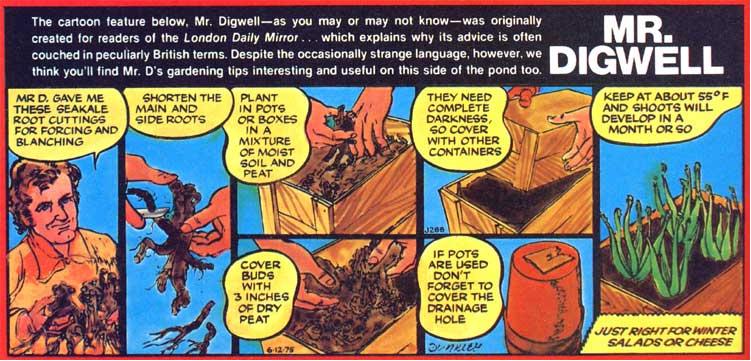 The cartoon feature below, Mr. Digwell—as you may or may not know—was originally
created for readers of the London Daily Mirror . . . which explains why its advice is often
couched in peculiarly British terms. Despite the occasionally strange language, however, we
think you'll find Mr. D's gardening tips interesting and useful on this side of the pond too.
MR.
DIGWELL
MR D. GAVE ME
THESE SEAKALE
ROOT CUTTINGS
FOR FORCING AND
BLANCHING
SHORTEN THE
MAIN AND
SIDE ROOTS
PLANT
IN POTS
OR BOXES
IN A
MIXTURE
OF MOIST
SOIL AND
PEAT
COVER
BUDS
WITH
3 INCHES
OF DRY
PEAT
6-12-75
THEY NEED
COMPLETE
DARKNESS,
SO COVER
WITH OTHER
CONTAINERS
J288
IF POTS
ARE USED
DON'T
FORGET TO
COVER THE
DRAINAGE
HOLE
DUNKLEY
KEEP AT ABOUT 55°F
AND SHOOTS WILL
DEVELOP IN A
MONTH OR SO
JUST RIGHT FOR WINTER
SALADS OR CHEESE